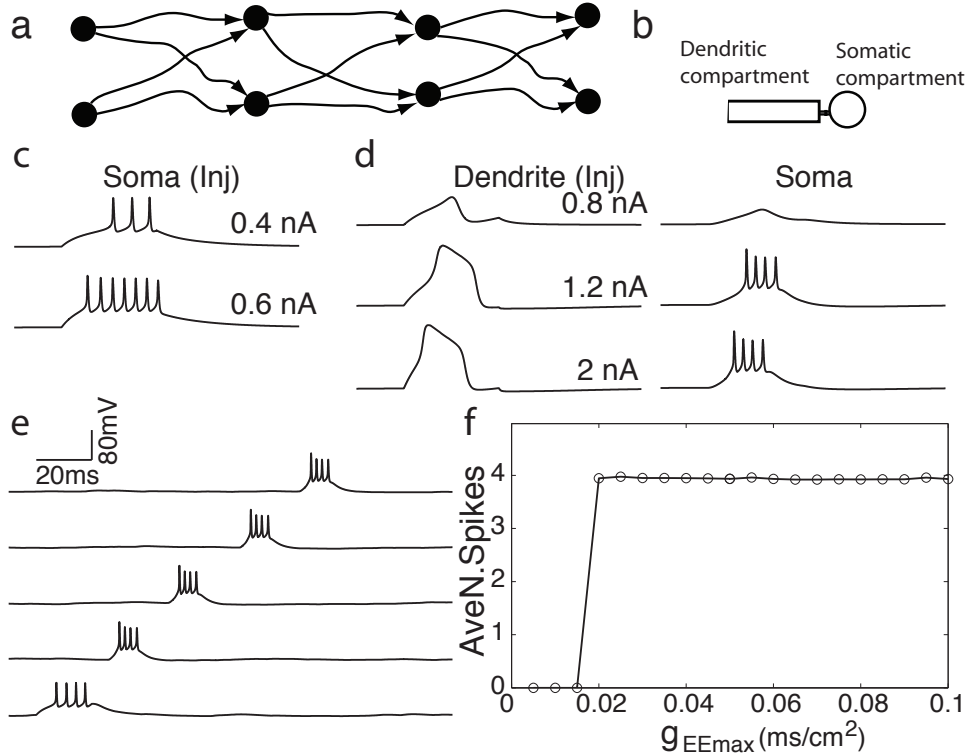 a
b
Dendritic compartment
Somatic compartment
c
Soma (Inj)
0.4 nA
0.6 nA
d
Dendrite (Inj)
Soma
0.8 nA
1.2 nA
2 nA
e
80mV
20ms
f
AveN.Spikes
4
3
2
1
0
0 0.02 0.04 0.06 0.08 0.1
gEEmax (ms/cm2)